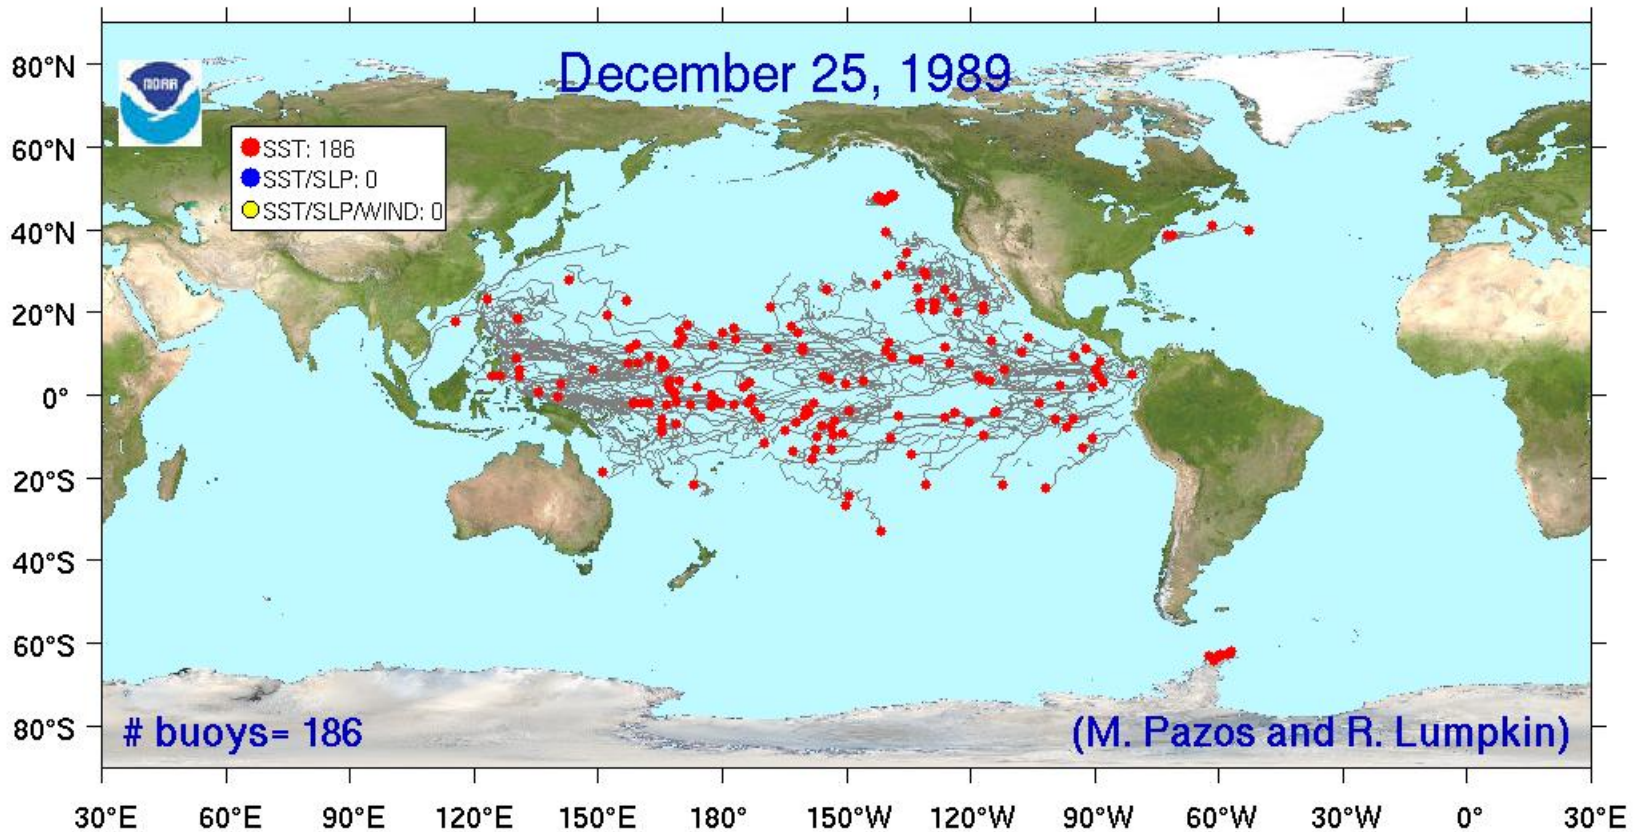 December 25, 1989
NOAA
SST: 186
SST/SLP: 0
SST/SLP/WIND: 0
80°N
60°N
40°N
20°N
0°
20°S
40°S
60°S
80°S
# buoys= 186
(M. Pazos and R. Lumpkin)
30°E 60°E 90°E 120°E 150°E 180° 150°W 120°W 90°W 60°W 30°W 0° 30°E